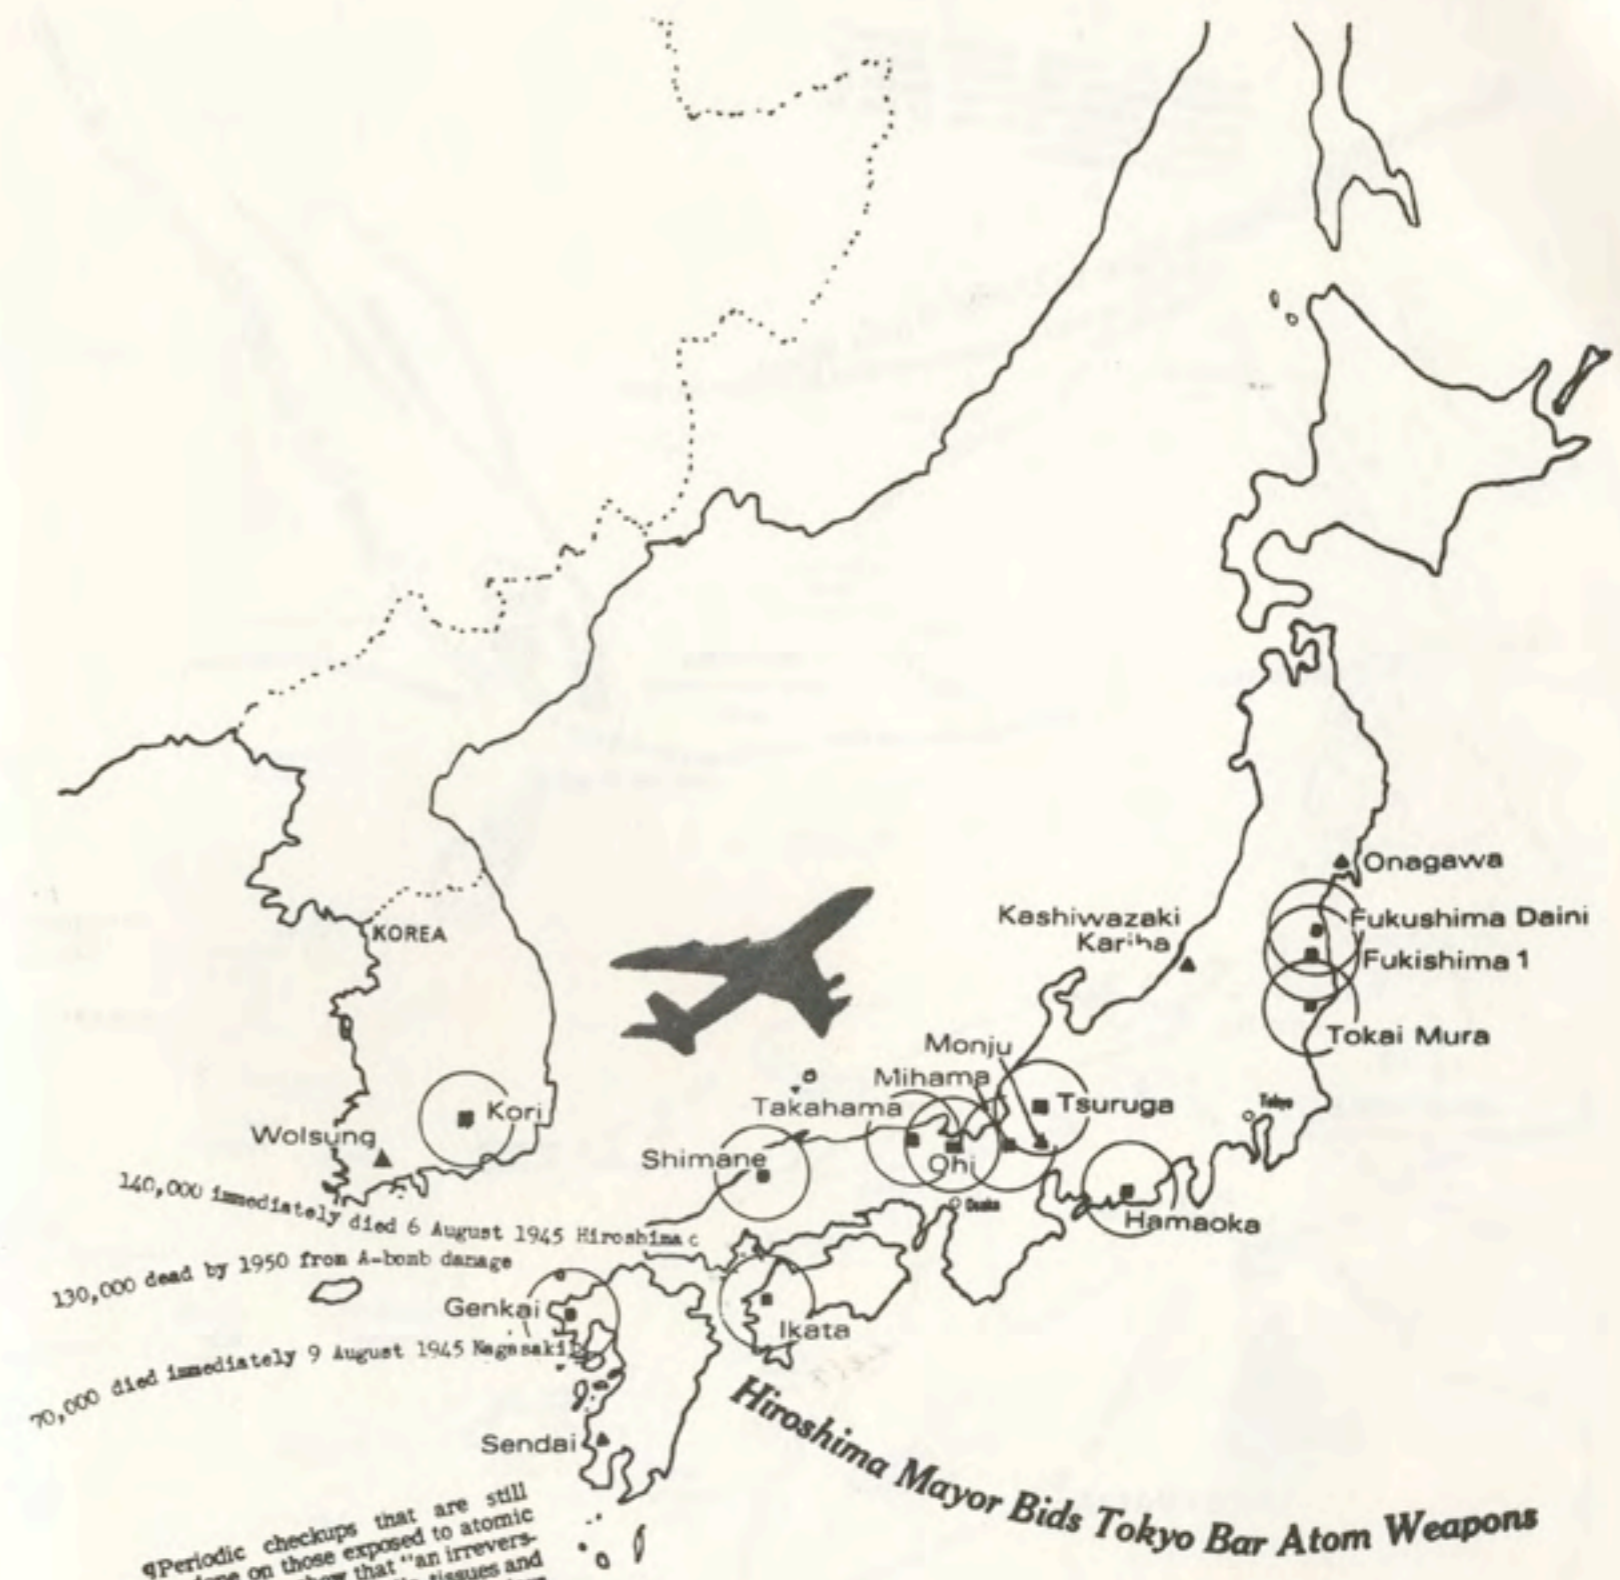 KOREA
Onagawa
Fukushima Daini
Fukishima 1
Tokai Mura
Kashiwazaki
Kariha
Monju
Mihama
Takahama
Tsuruga
Tokyo
Kori
Wolsung
Shimane
Ohi
Osaka
Hamaoka
140,000 immediately died 6 August 1945 Hiroshima c
130,000 dead by 1950 from A-bomb damage
Genkai
Ikata
70,000 died immediately 9 August 1945 Nagasaki
Sendai
Hiroshima Mayor Bids Tokyo Bar Atom Weapons
¶Periodic checkups that are still
on those exposed to atomic
that "an irrevers-
tissues and